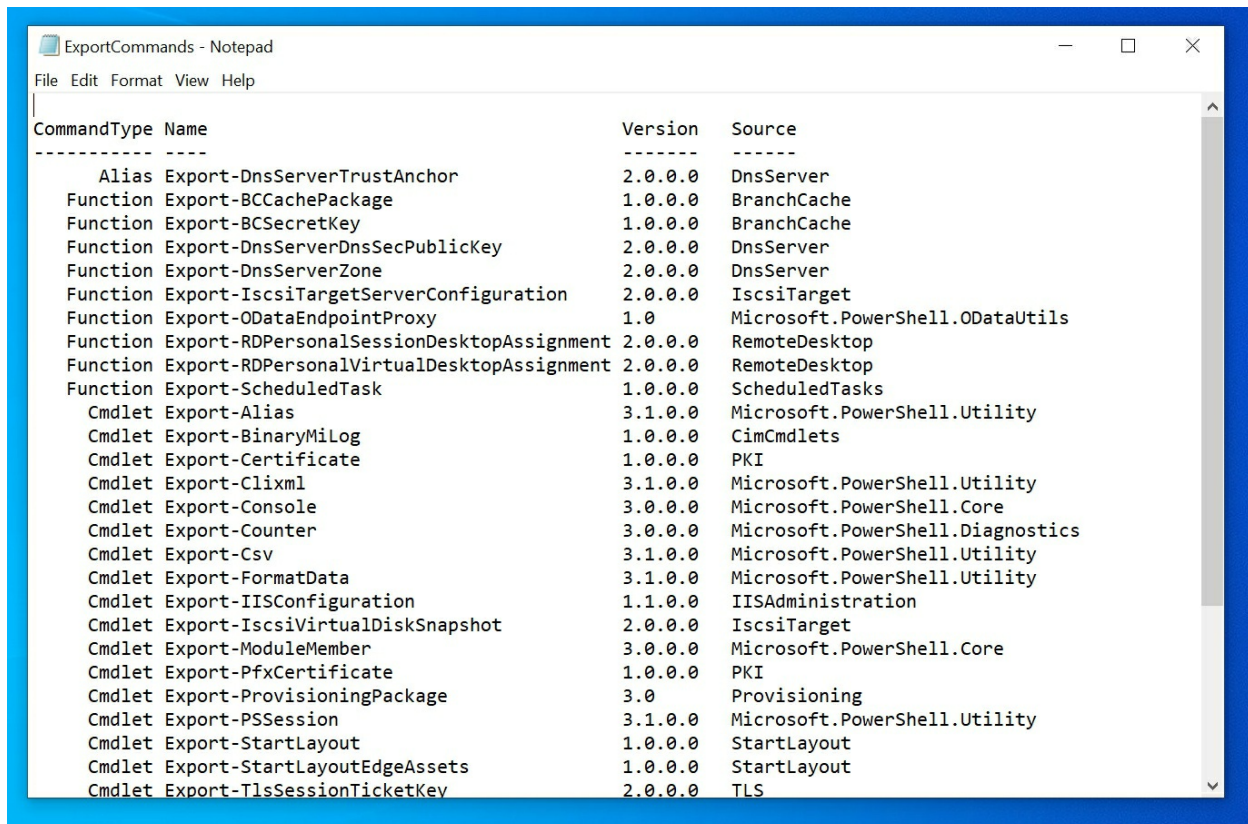 ExportCommands - Notepad
File Edit Format View Help
CommandType Name Version Source
----------- ---- ------- ------
Alias Export-DnsServerTrustAnchor 2.0.0.0 DnsServer
Function Export-BCCachePackage 1.0.0.0 BranchCache
Function Export-BCSecretKey 1.0.0.0 BranchCache
Function Export-DnsServerDnsSecPublicKey 2.0.0.0 DnsServer
Function Export-DnsServerZone 2.0.0.0 DnsServer
Function Export-IscsiTargetServerConfiguration 2.0.0.0 IscsiTarget
Function Export-ODataEndpointProxy 1.0 Microsoft.PowerShell.ODataUtils
Function Export-RDPersonalSessionDesktopAssignment 2.0.0.0 RemoteDesktop
Function Export-RDPersonalVirtualDesktopAssignment 2.0.0.0 RemoteDesktop
Function Export-ScheduledTask 1.0.0.0 ScheduledTasks
Cmdlet Export-Alias 3.1.0.0 Microsoft.PowerShell.Utility
Cmdlet Export-BinaryMiLog 1.0.0.0 CimCmdlets
Cmdlet Export-Certificate 1.0.0.0 PKI
Cmdlet Export-Clixml 3.1.0.0 Microsoft.PowerShell.Utility
Cmdlet Export-Console 3.0.0.0 Microsoft.PowerShell.Core
Cmdlet Export-Counter 3.0.0.0 Microsoft.PowerShell.Diagnostics
Cmdlet Export-Csv 3.1.0.0 Microsoft.PowerShell.Utility
Cmdlet Export-FormatData 3.1.0.0 Microsoft.PowerShell.Utility
Cmdlet Export-IISConfiguration 1.1.0.0 IISAdministration
Cmdlet Export-IscsiVirtualDiskSnapshot 2.0.0.0 IscsiTarget
Cmdlet Export-ModuleMember 3.0.0.0 Microsoft.PowerShell.Core
Cmdlet Export-PfxCertificate 1.0.0.0 PKI
Cmdlet Export-ProvisioningPackage 3.0 Provisioning
Cmdlet Export-PSSession 3.1.0.0 Microsoft.PowerShell.Utility
Cmdlet Export-StartLayout 1.0.0.0 StartLayout
Cmdlet Export-StartLayoutEdgeAssets 1.0.0.0 StartLayout
Cmdlet Export-TlsSessionTicketKey 2.0.0.0 TLS